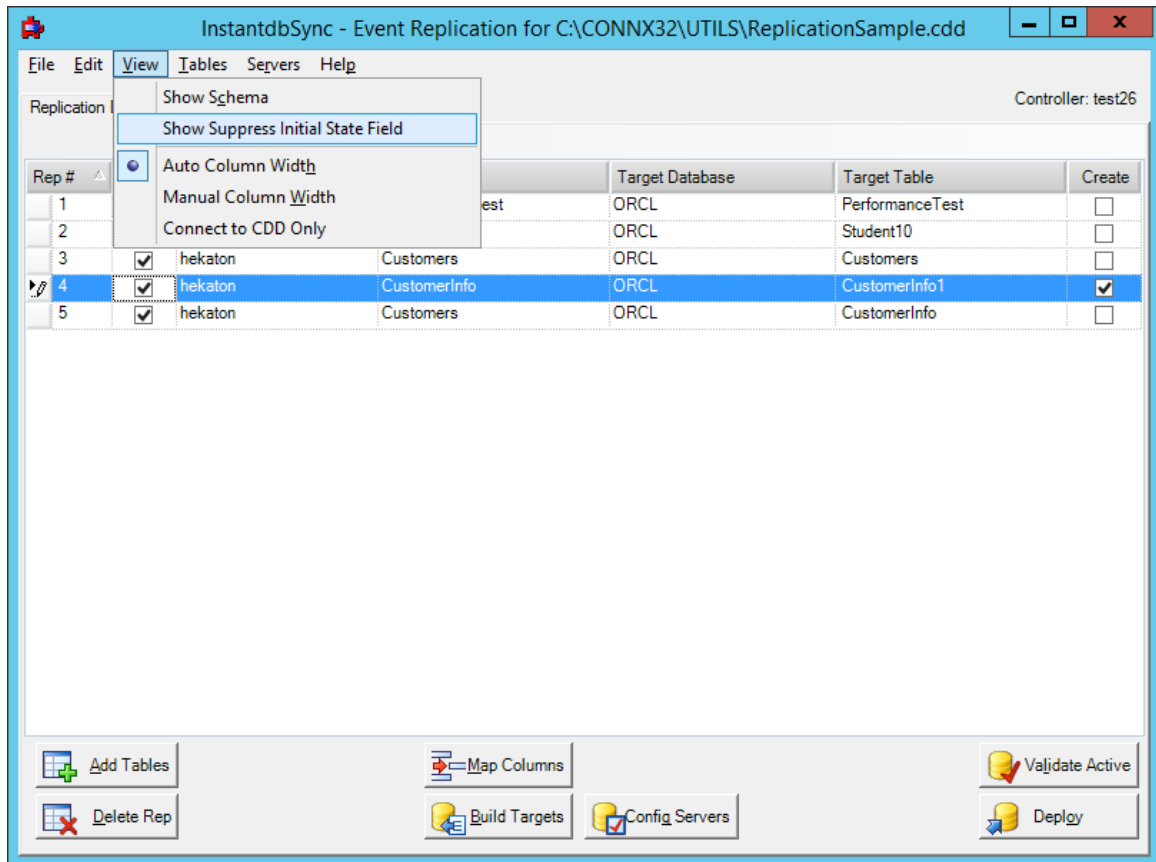 InstantdbSync - Event Replication for C:\CONNX32\UTILS\ReplicationSample.cdd
File Edit View Tables Servers Help
Show Schema
Show Suppress Initial State Field
Auto Column Width
Manual Column Width
Connect to CDD Only
Replication
Controller: test26
Rep # Target Database Target Table Create
1 est ORCL PerformanceTest
2 ORCL Student10
3 hekaton Customers ORCL Customers
4 hekaton CustomerInfo ORCL CustomerInfo1
5 hekaton Customers ORCL CustomerInfo
Add Tables Map Columns Validate Active
Delete Rep Build Targets Config Servers Deploy